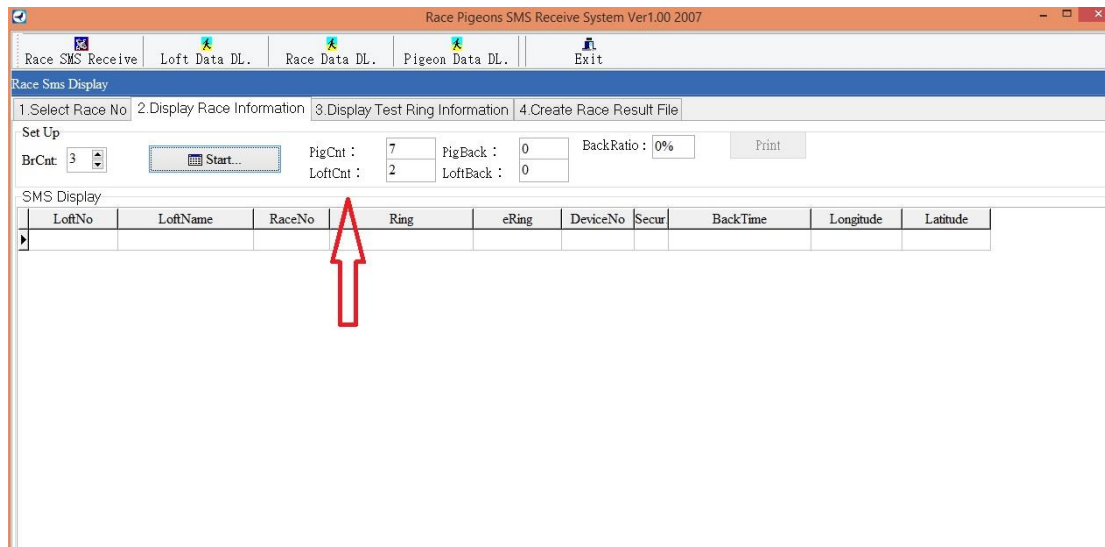 Race Pigeons SMS Receive System Ver1.00 2007
Race SMS Receive Loft Data DL. Race Data DL. Pigeon Data DL. Exit
Race Sms Display
1.Select Race No 2.Display Race Information 3.Display Test Ring Information 4.Create Race Result File
Set Up
BrCnt: 3 Start... PigCnt : 7 PigBack : 0 BackRatio : 0% Print
LoftCnt : 2 LoftBack : 0
SMS Display
LoftNo LoftName RaceNo Ring eRing DeviceNo Secur. BackTime Longitude Latitude